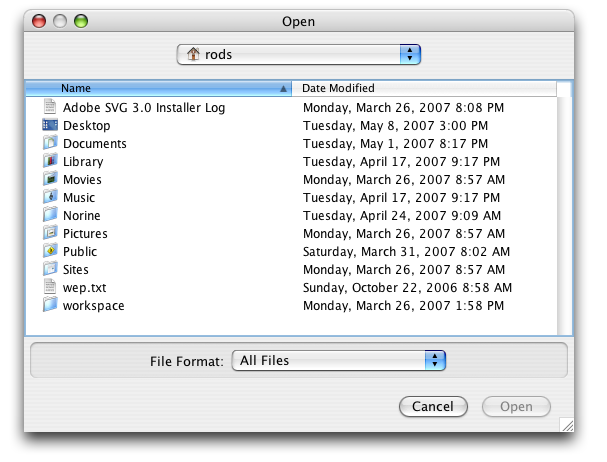 Open
rods
Name Date Modified
Adobe SVG 3.0 Installer Log Monday, March 26, 2007 8:08 PM
Desktop Tuesday, May 8, 2007 3:00 PM
Documents Tuesday, May 1, 2007 8:17 PM
Library Tuesday, April 17, 2007 9:17 PM
Movies Monday, March 26, 2007 8:57 AM
Music Tuesday, April 17, 2007 9:17 PM
Norine Tuesday, April 24, 2007 9:09 AM
Pictures Monday, March 26, 2007 8:57 AM
Public Saturday, March 31, 2007 8:02 AM
Sites Monday, March 26, 2007 8:57 AM
wep.txt Sunday, October 22, 2006 8:58 AM
workspace Monday, March 26, 2007 1:58 PM
File Format: All Files
Cancel Open